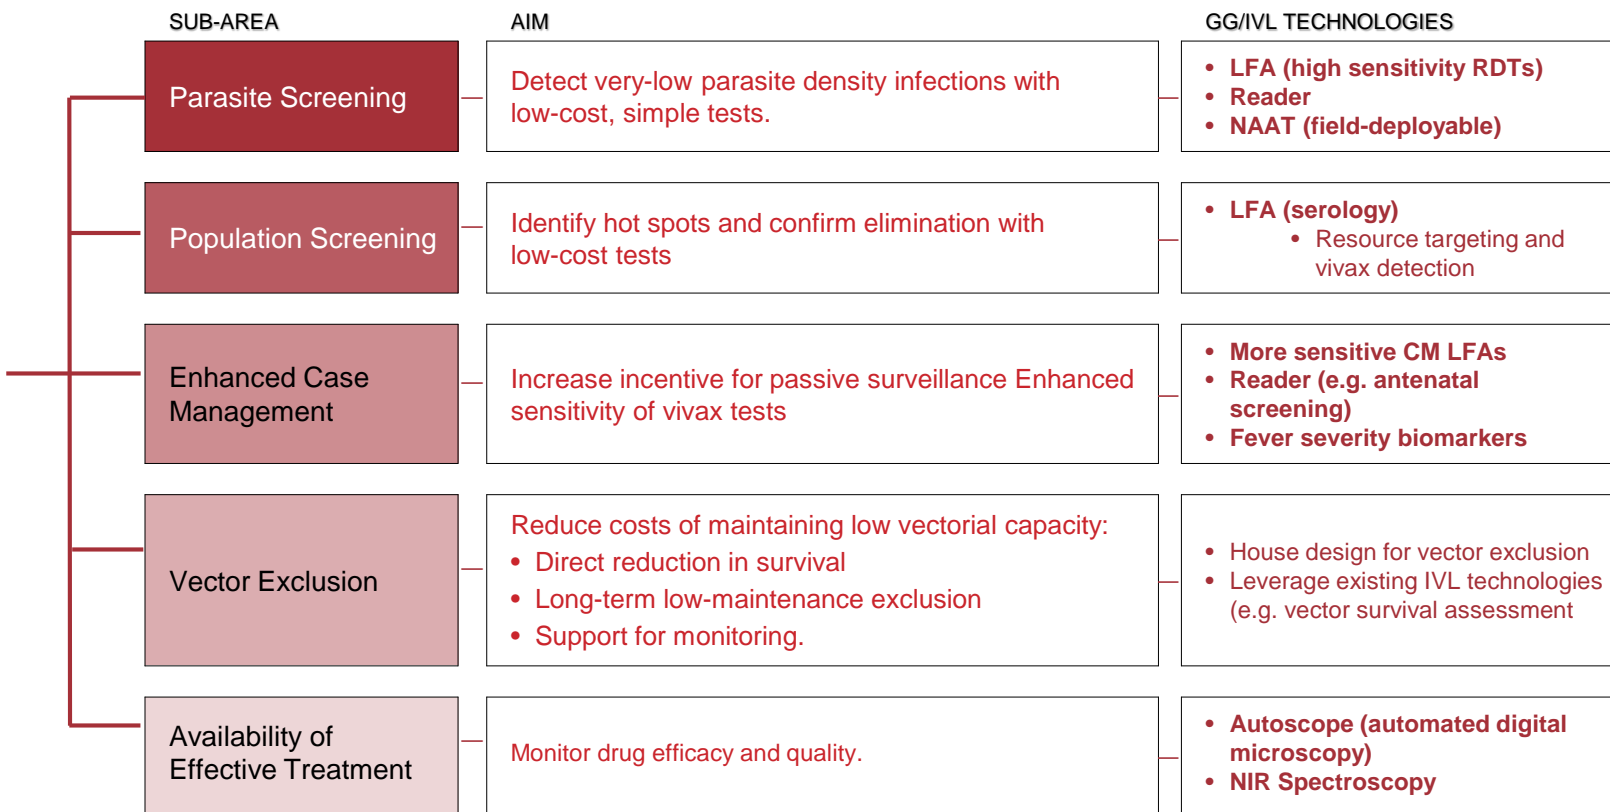 SUB-AREA
AIM
GG/IVL TECHNOLOGIES
Parasite Screening
Detect very-low parasite density infections with
low-cost, simple tests.
• LFA (high sensitivity RDTs)
• Reader
• NAAT (field-deployable)
Population Screening
Identify hot spots and confirm elimination with
low-cost tests
• LFA (serology)
• Resource targeting and
vivax detection
Enhanced Case
Management
Increase incentive for passive surveillance Enhanced
sensitivity of vivax tests
• More sensitive CM LFAs
• Reader (e.g. antenatal
screening)
• Fever severity biomarkers
Vector Exclusion
Reduce costs of maintaining low vectorial capacity:
• Direct reduction in survival
• Long-term low-maintenance exclusion
• Support for monitoring.
• House design for vector exclusion
• Leverage existing IVL technologies
(e.g. vector survival assessment
Availability of
Effective Treatment
Monitor drug efficacy and quality.
• Autoscope (automated digital
microscopy)
• NIR Spectroscopy